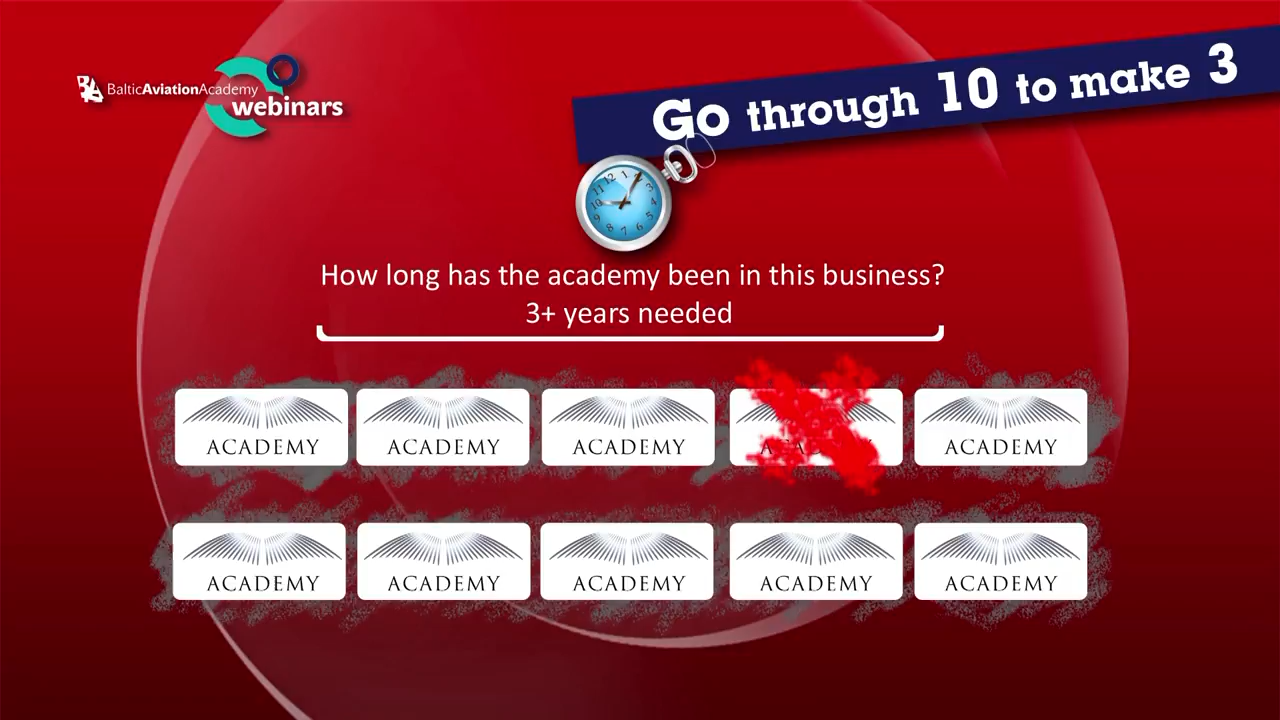 BalticAviationAcademy
webinars
Go through 10 to make 3
How long has the academy been in this business?
3+ years needed
ACADEMY ACADEMY ACADEMY ACADEMY
ACADEMY ACADEMY ACADEMY ACADEMY ACADEMY